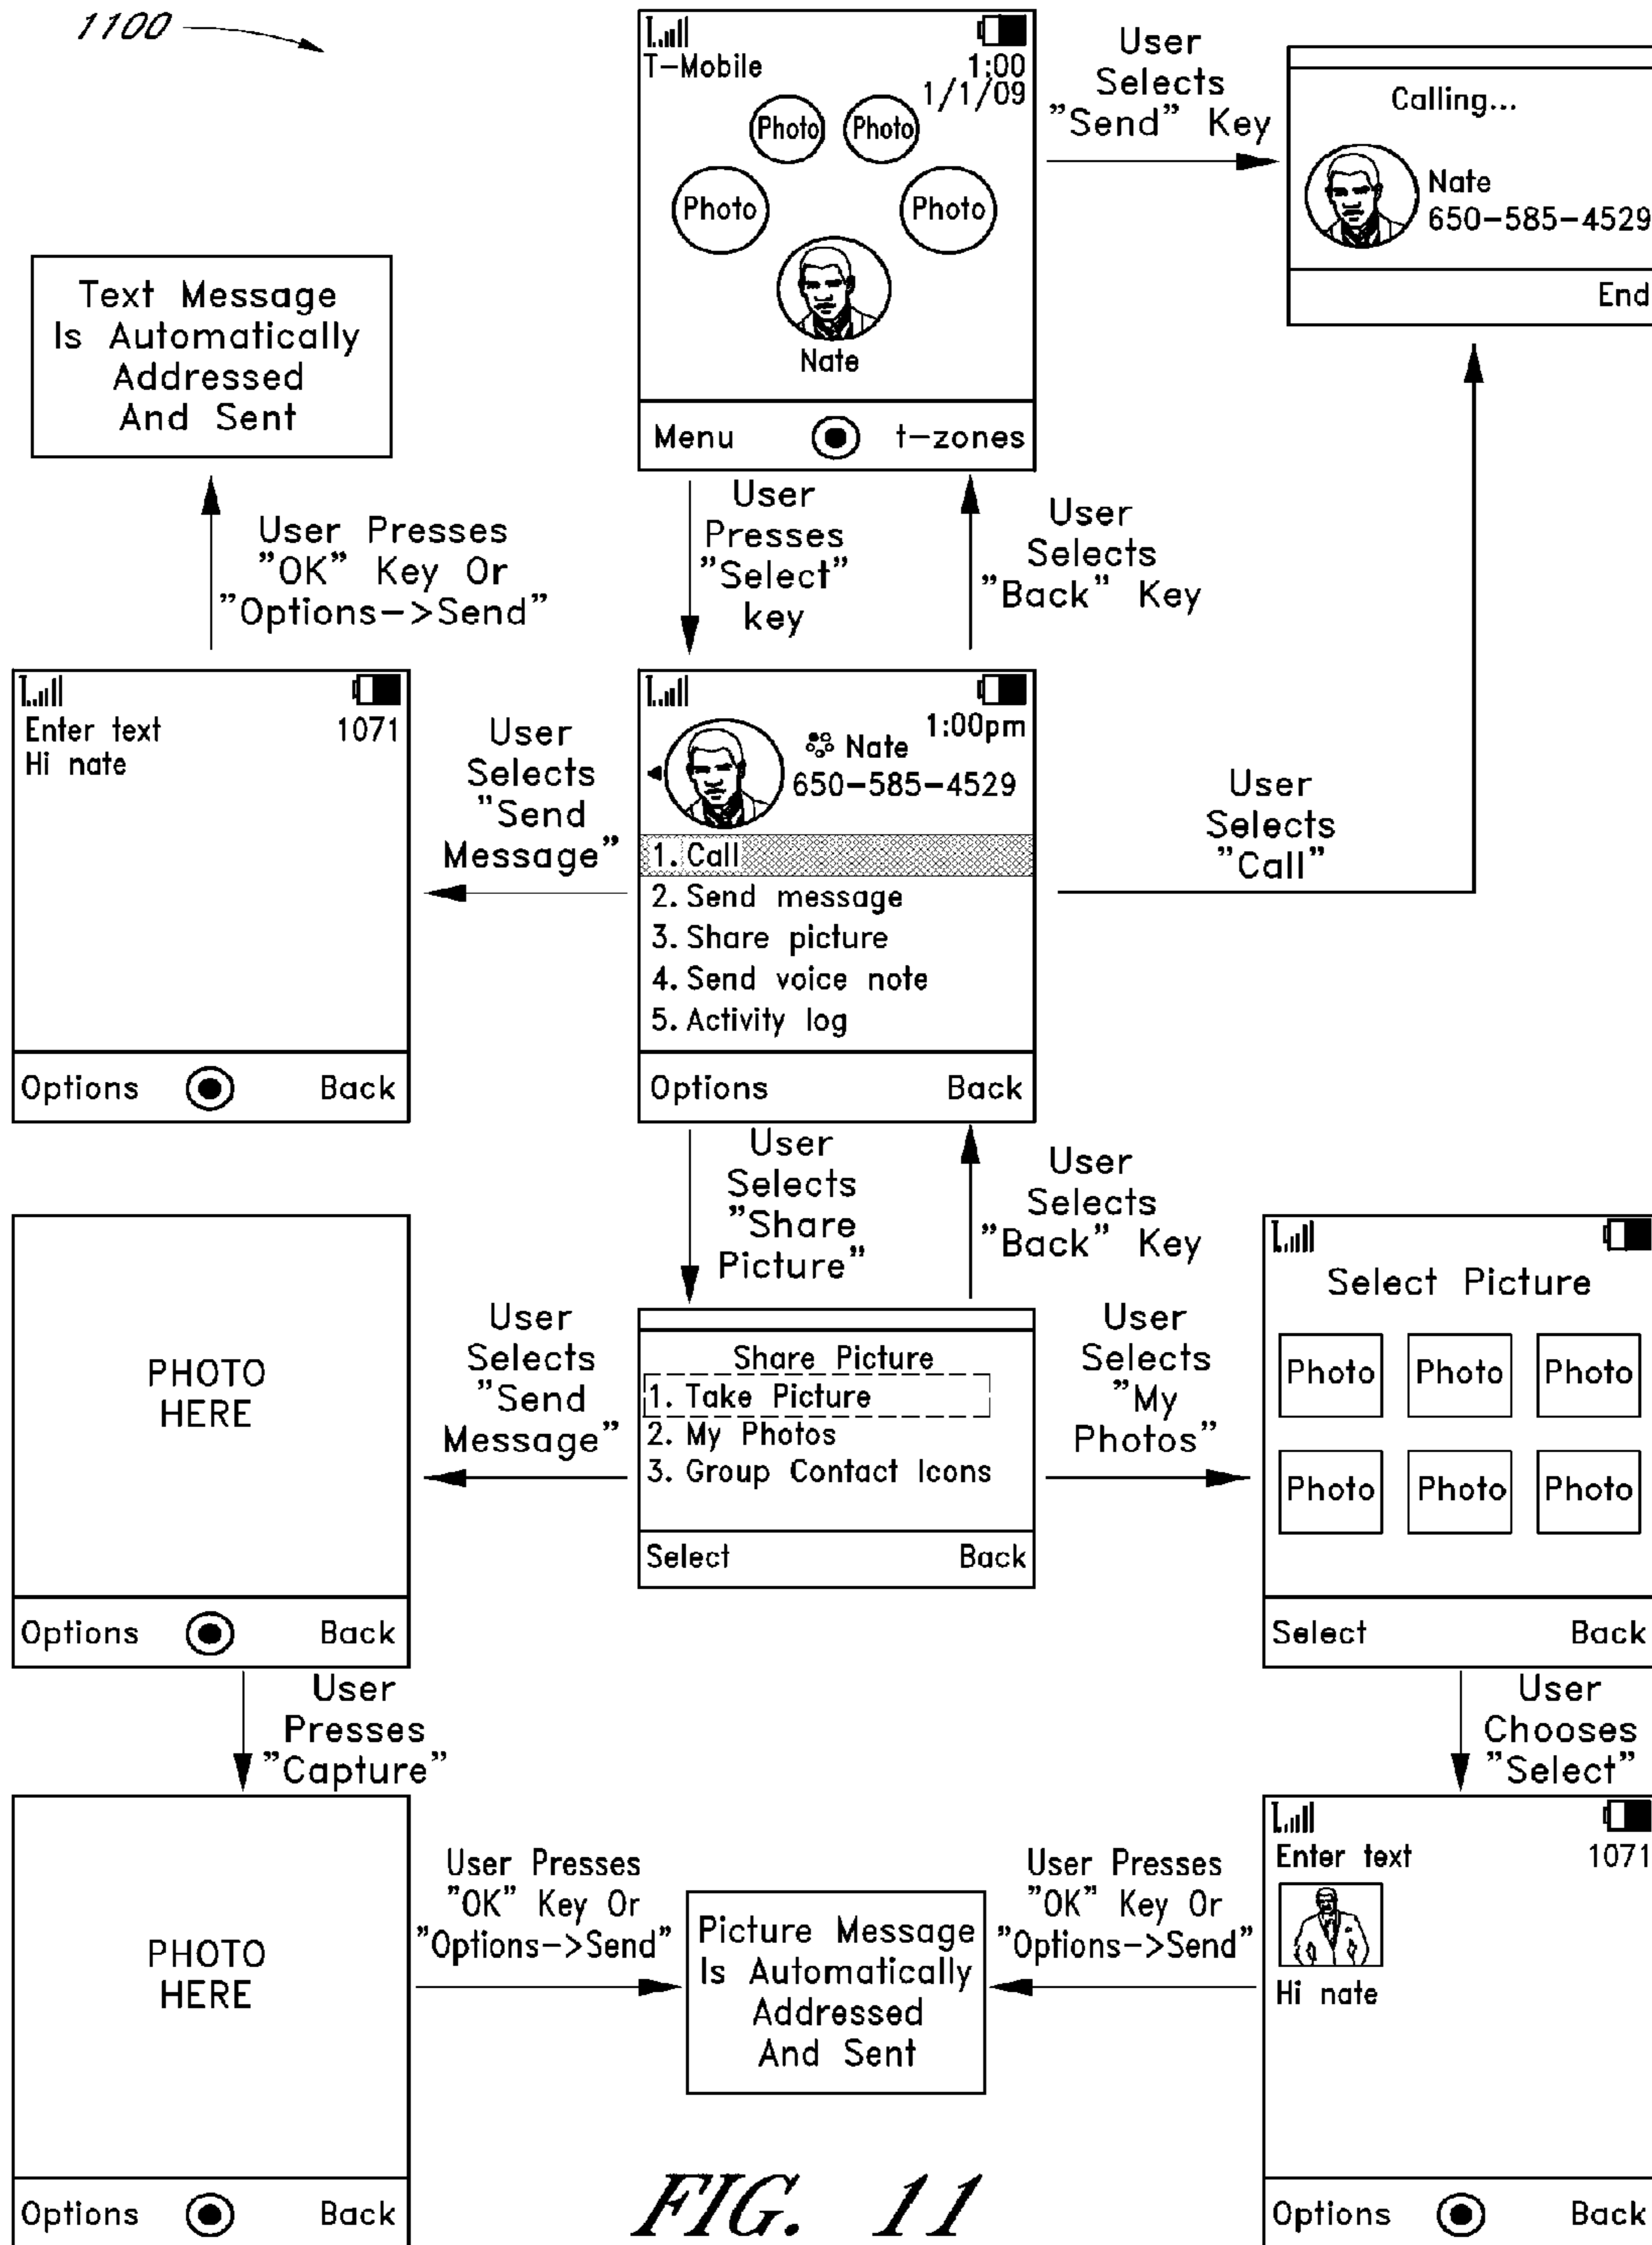 1100
T-Mobile
1:00
1/1/09
Photo Photo
Photo Photo
Nate
Menu t-zones
User
Selects
"Send" Key
Calling...
Nate
650-585-4529
End
Text Message
Is Automatically
Addressed
And Sent
User Presses
"OK" Key Or
"Options->Send"
User
Presses
"Select"
key
User
Selects
"Back" Key
Enter text 1071
Hi nate
Options Back
User
Selects
"Send
Message"
1:00pm
Nate
650-585-4529
1. Call
2. Send message
3. Share picture
4. Send voice note
5. Activity log
Options Back
User
Selects
"Call"
User
Selects
"Share
Picture"
User
Selects
"Back" Key
PHOTO
HERE
Options Back
User
Selects
"Send
Message"
Share Picture
1. Take Picture
2. My Photos
3. Group Contact Icons
Select Back
User
Selects
"My
Photos"
Select Picture
Photo Photo Photo
Photo Photo Photo
Select Back
User
Presses
"Capture"
User
Chooses
"Select"
PHOTO
HERE
Options Back
User Presses
"OK" Key Or
"Options->Send"
Picture Message
Is Automatically
Addressed
And Sent
User Presses
"OK" Key Or
"Options->Send"
Enter text 1071
Hi nate
Options Back
FIG. 11